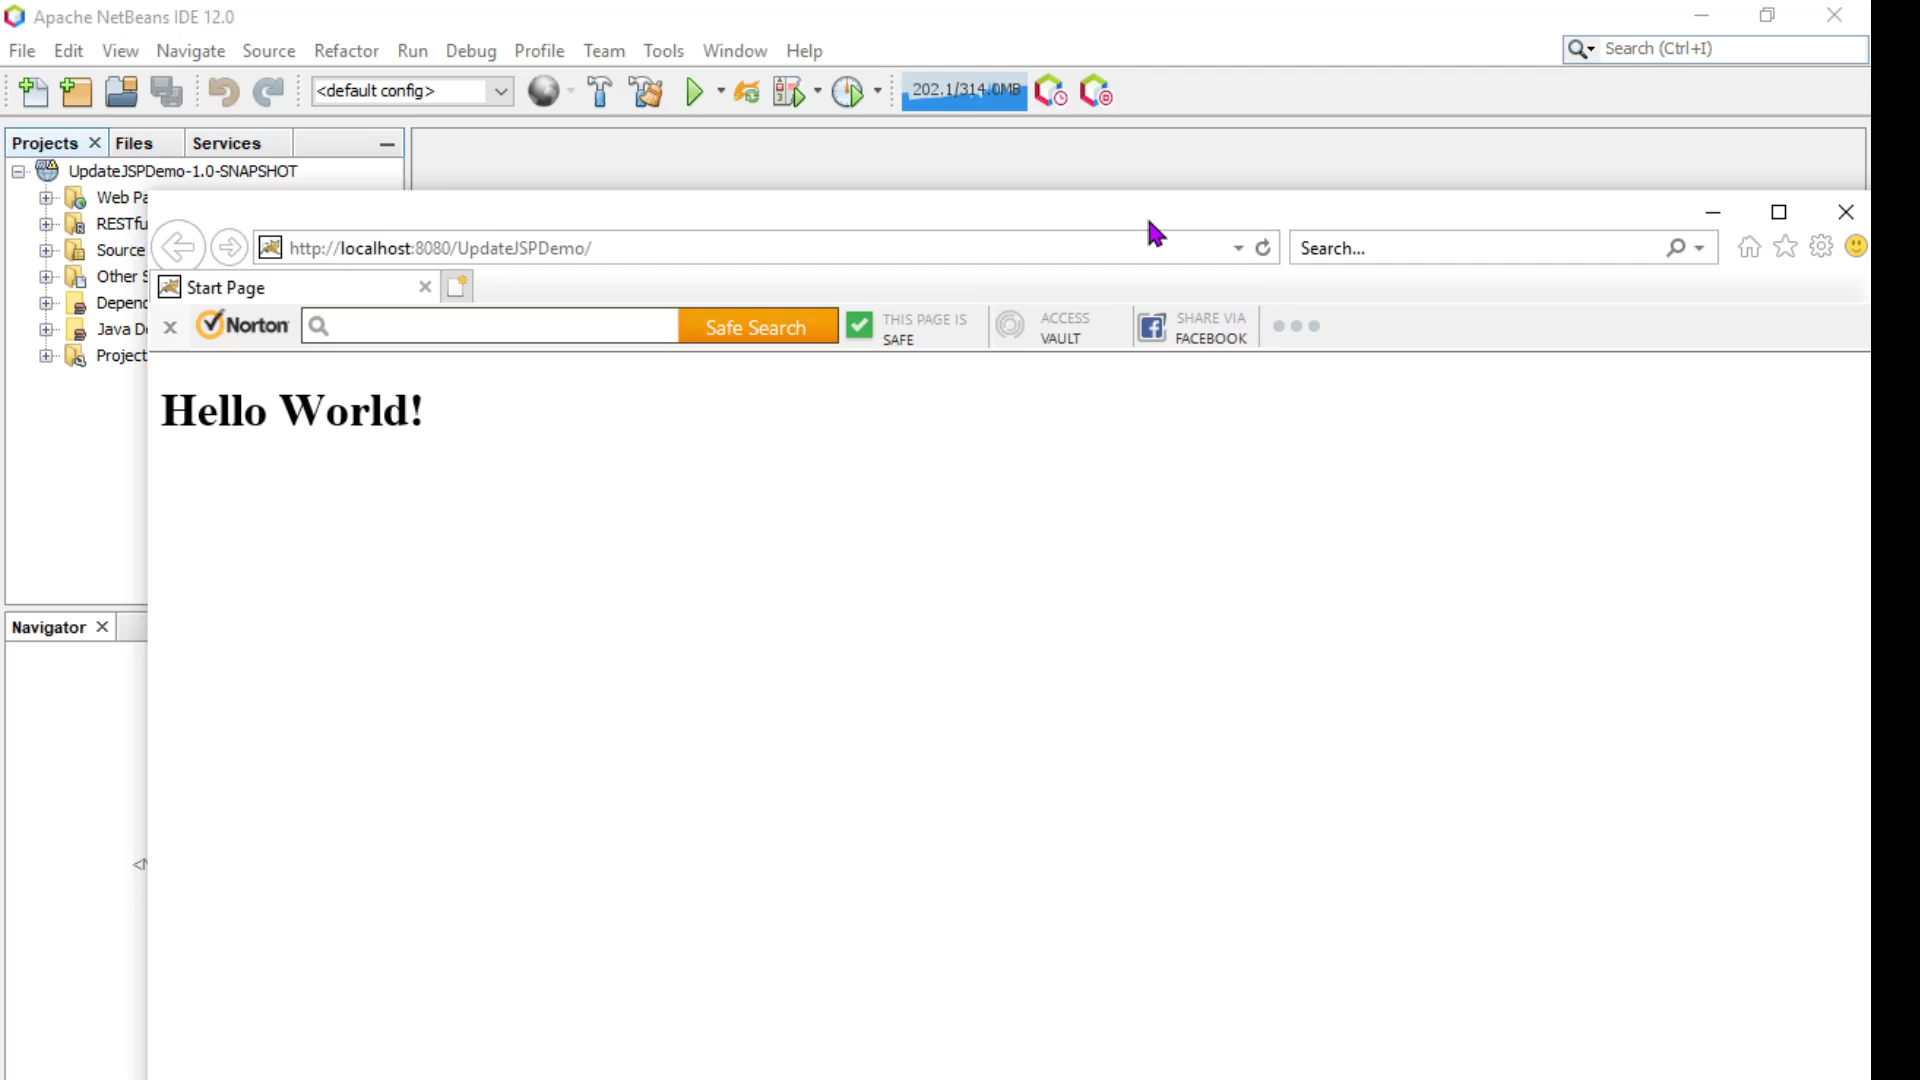 Apache NetBeans IDE 12.0
File Edit View Navigate Source Refactor Run Debug Profile Team Tools Window Help
Search (Ctrl+I)
<default config>
202.1/314.0MB
Projects Files Services
UpdateJSPDemo-1.0-SNAPSHOT
Web Pa
RESTfu
Source
Other S
Depend
Java De
Project
http://localhost:8080/UpdateJSPDemo/
Search...
Start Page
Norton
Safe Search
THIS PAGE IS
SAFE
ACCESS
VAULT
SHARE VIA
FACEBOOK
Hello World!
Navigator
<N